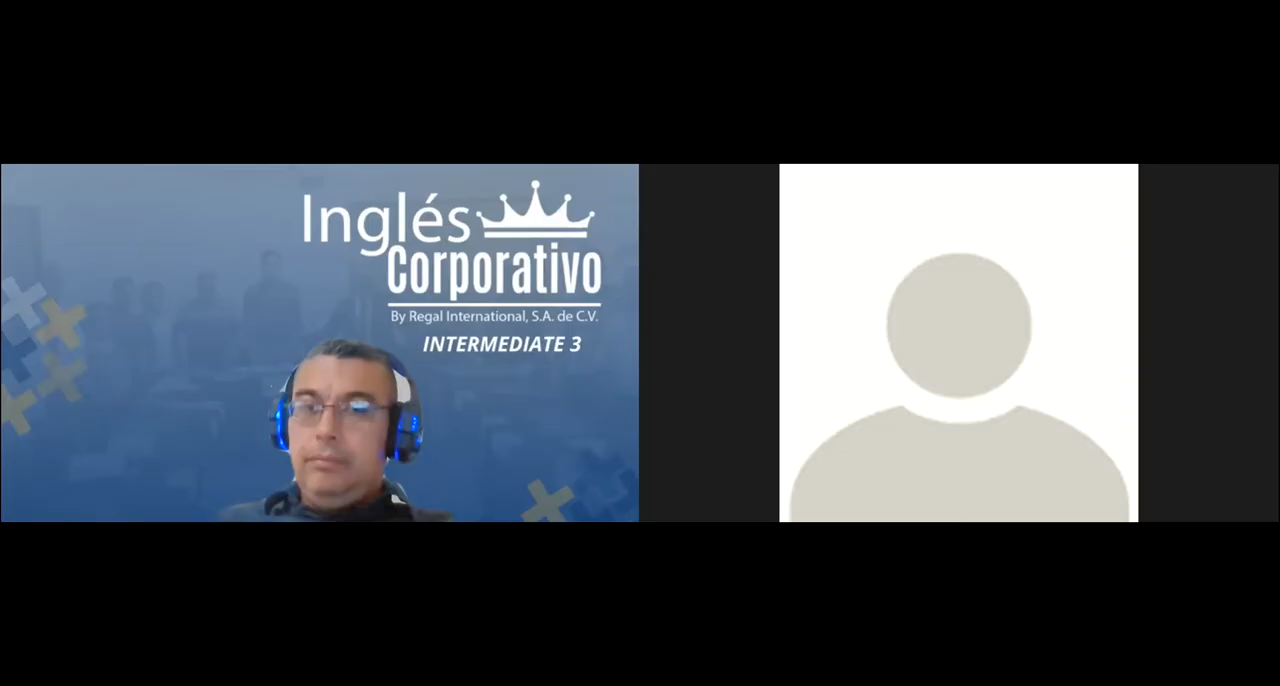 Inglés
Corporativo
By Regal International, S.A. de C.V.
INTERMEDIATE 3